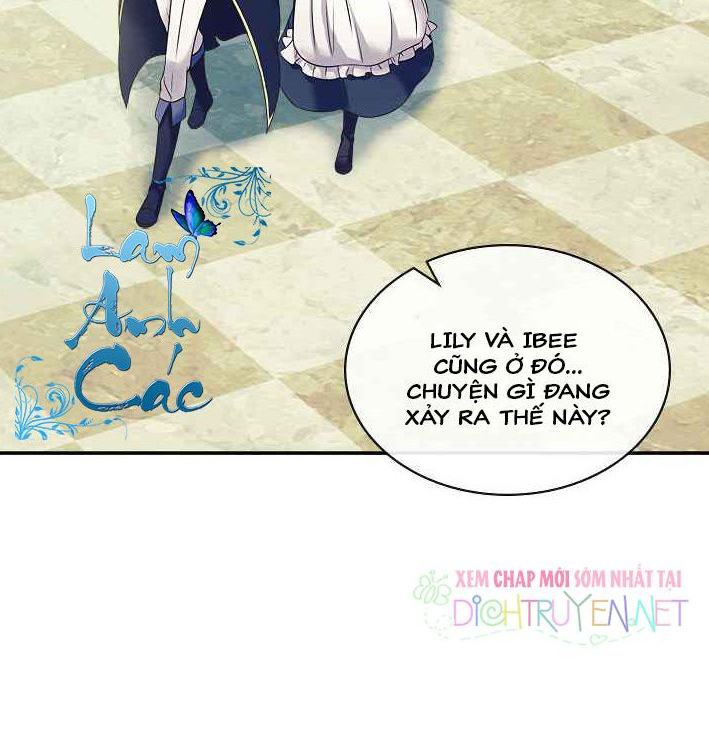 Lam
Anh
Các
LILY VÀ IBEE
CŨNG Ở ĐÓ...
CHUYỆN GÌ ĐANG
XẢY RA THẾ NÀY?
XEM CHAP MỚI SỚM NHẤT TẠI
DICHTRUYEN.NET